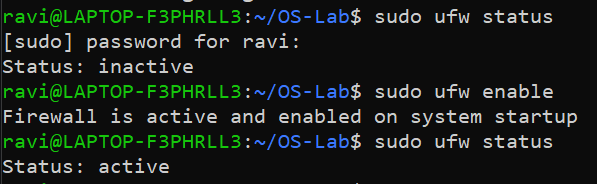 ravi@LAPTOP-F3PHRLL3:~/OS-Lab$ sudo ufw status
[sudo] password for ravi:
Status: inactive
ravi@LAPTOP-F3PHRLL3:~/OS-Lab$ sudo ufw enable
Firewall is active and enabled on system startup
ravi@LAPTOP-F3PHRLL3:~/OS-Lab$ sudo ufw status
Status: active